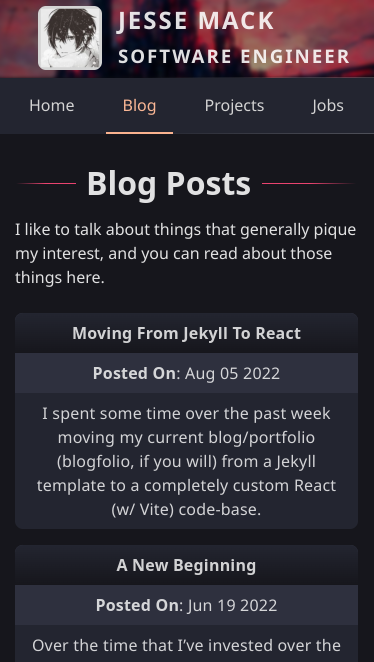 JESSE MACK
SOFTWARE ENGINEER
Home Blog Projects Jobs
Blog Posts
I like to talk about things that generally pique
my interest, and you can read about those
things here.
Moving From Jekyll To React
Posted On: Aug 05 2022
I spent some time over the past week
moving my current blog/portfolio
(blogfolio, if you will) from a Jekyll
template to a completely custom React
(w/ Vite) code-base.
A New Beginning
Posted On: Jun 19 2022
Over the time that I’ve invested over the